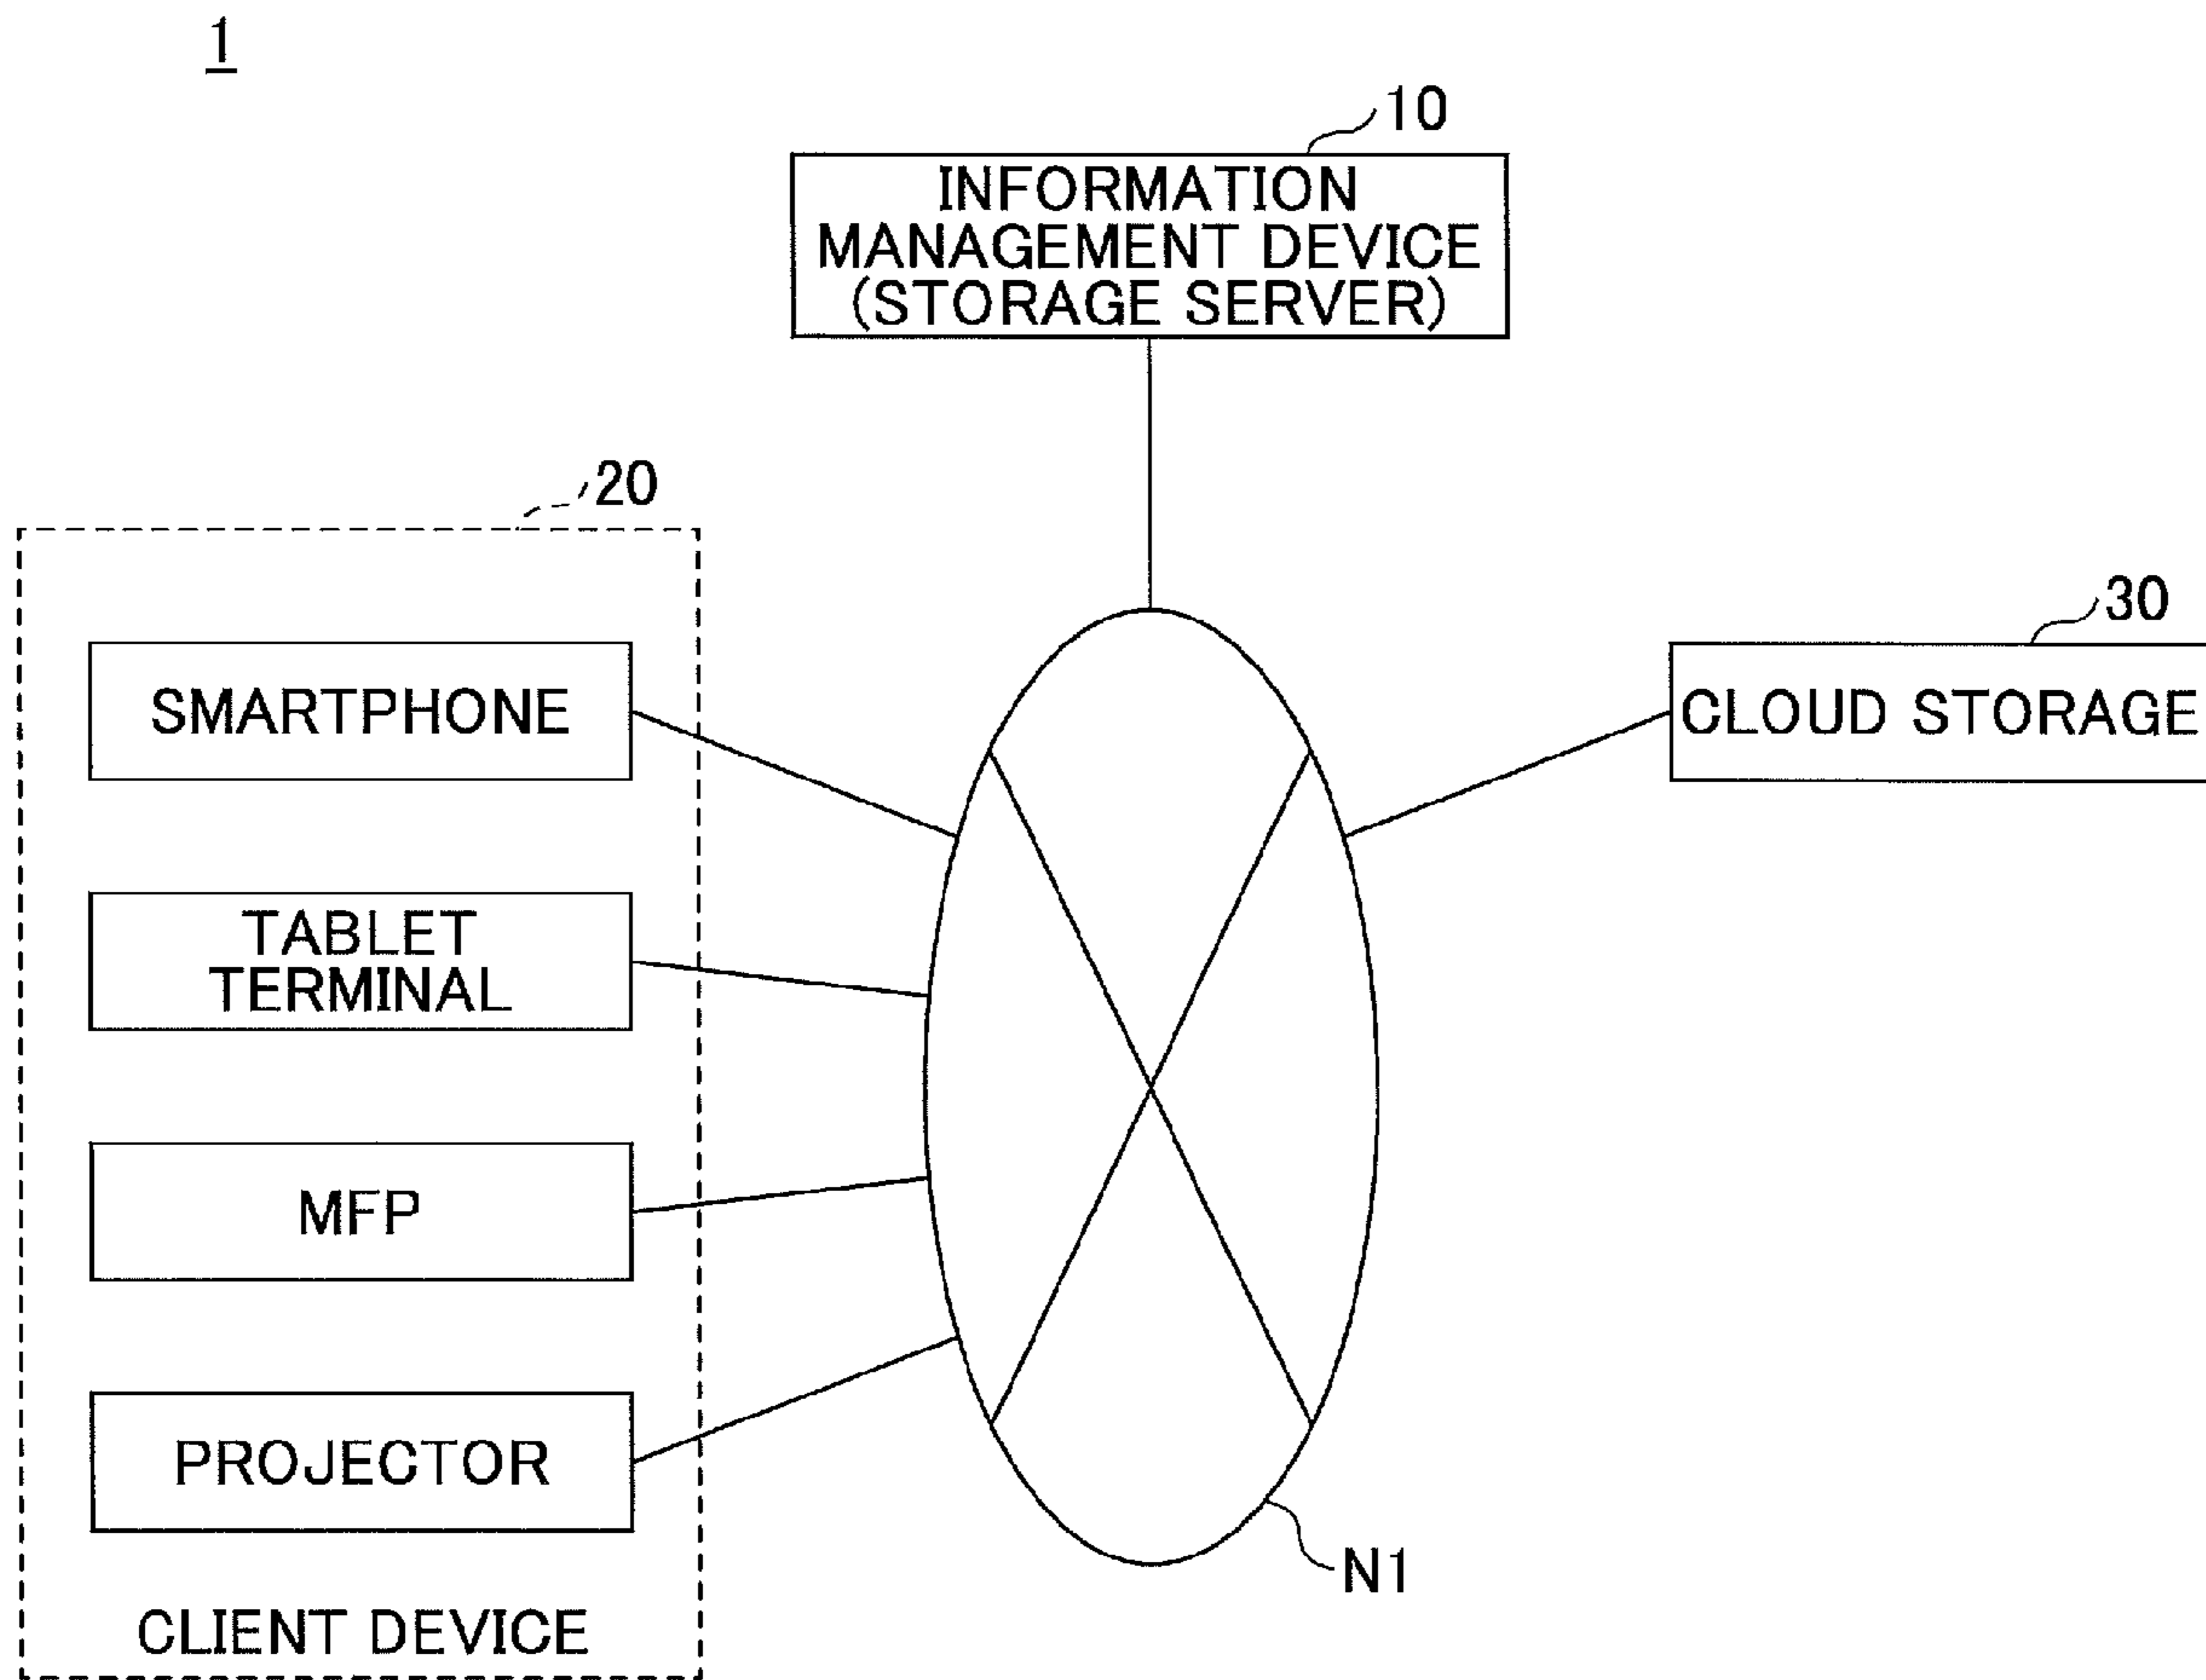 1
10
INFORMATION
MANAGEMENT DEVICE
(STORAGE SERVER)
20
30
SMARTPHONE
CLOUD STORAGE
TABLET
TERMINAL
MFP
PROJECTOR
N1
CLIENT DEVICE